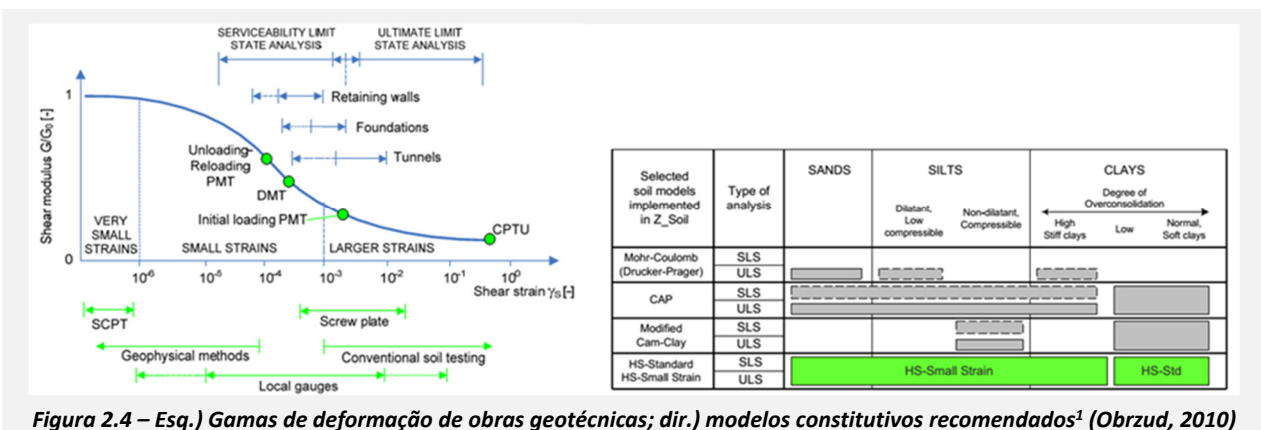 SERVICEABILITY LIMIT
STATE ANALYSIS
ULTIMATE LIMIT
STATE ANALYSIS
Retaining walls
Foundations
Tunnels
Shear modulus G/G₀ [-]
1
0
Unloading-
Reloading
PMT
DMT
Initial loading PMT
CPTU
VERY
SMALL
STRAINS
SMALL STRAINS
LARGER STRAINS
10⁻⁶
10⁻⁵
10⁻⁴
10⁻³
10⁻²
10⁻¹
10⁰
Shear strain γs [-]
SCPT
Screw plate
Geophysical methods
Conventional soil testing
Local gauges
Selected
soil models
implemented
in Z_Soil
Type of
analysis
SANDS
SILTS
CLAYS
Dilatant,
Low
compressible
Non-dilatant,
Compressible
Degree of
Overconsolidation
High
Stiff clays
Low
Normal,
Soft clays
Mohr-Coulomb
(Drucker-Prager)
SLS
ULS
CAP
SLS
ULS
Modified
Cam-Clay
SLS
ULS
HS-Standard
HS-Small Strain
SLS
ULS
HS-Small Strain
HS-Std
Figura 2.4 – Esq.) Gamas de deformação de obras geotécnicas; dir.) modelos constitutivos recomendados¹ (Obrzud, 2010)